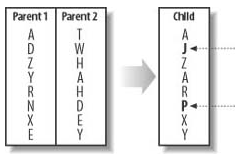 Parent 1 Parent 2 Child
A T A
D W J
Z H Z
Y A A
R H R
N D P
X E X
E Y Y